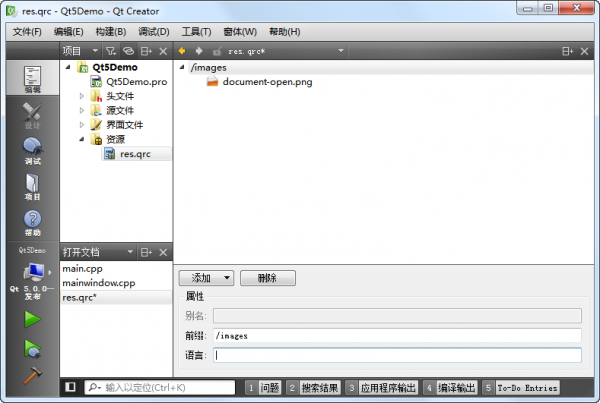 res.qrc - Qt5Demo - Qt Creator
文件(F) 编辑(E) 构建(B) 调试(D) 工具(T) 窗体(W) 帮助(H)
项目
res.qrc*
Qt5Demo
Qt5Demo.pro
头文件
源文件
界面文件
资源
res.qrc
/images
document-open.png
编辑
设计
调试
项目
帮助
Qt5Demo
Qt 5.0.0…
发布
打开文档
main.cpp
mainwindow.cpp
res.qrc*
添加 删除
属性
别名:
前缀: /images
语言:
输入以定位(Ctrl+K)
1 问题 2 搜索结果 3 应用程序输出 4 编译输出 5 To-Do Entries